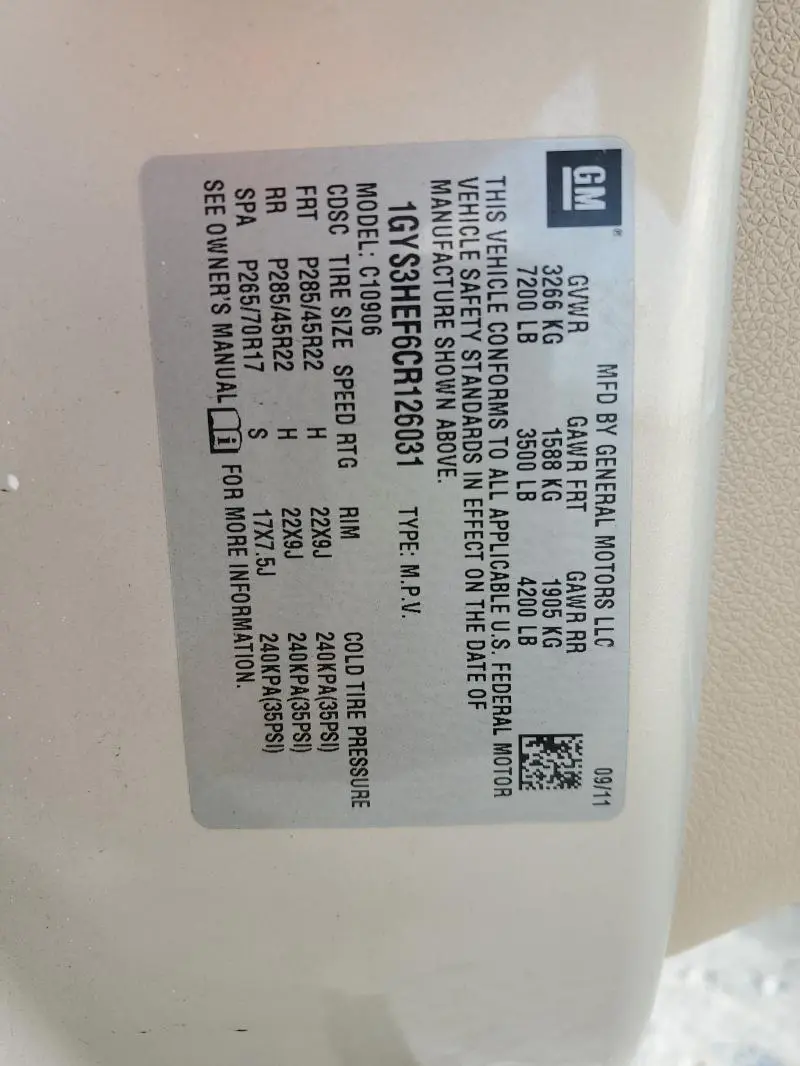 GM ®
MFD BY GENERAL MOTORS LLC 09/11
GVWR GAWR FRT GAWR RR
3266 KG 1588 KG 1905 KG
7200 LB 3500 LB 4200 LB
THIS VEHICLE CONFORMS TO ALL APPLICABLE U.S. FEDERAL MOTOR
VEHICLE SAFETY STANDARDS IN EFFECT ON THE DATE OF
MANUFACTURE SHOWN ABOVE.
1GYS3HEF6CR126031 TYPE: M.P.V.
MODEL: C10906
CDSC TIRE SIZE SPEED RTG RIM COLD TIRE PRESSURE
FRT P285/45R22 H 22X9J 240KPA(35PSI)
RR P285/45R22 H 22X9J 240KPA(35PSI)
SPA P265/70R17 S 17X7.5J 240KPA(35PSI)
SEE OWNER'S MANUAL i FOR MORE INFORMATION.